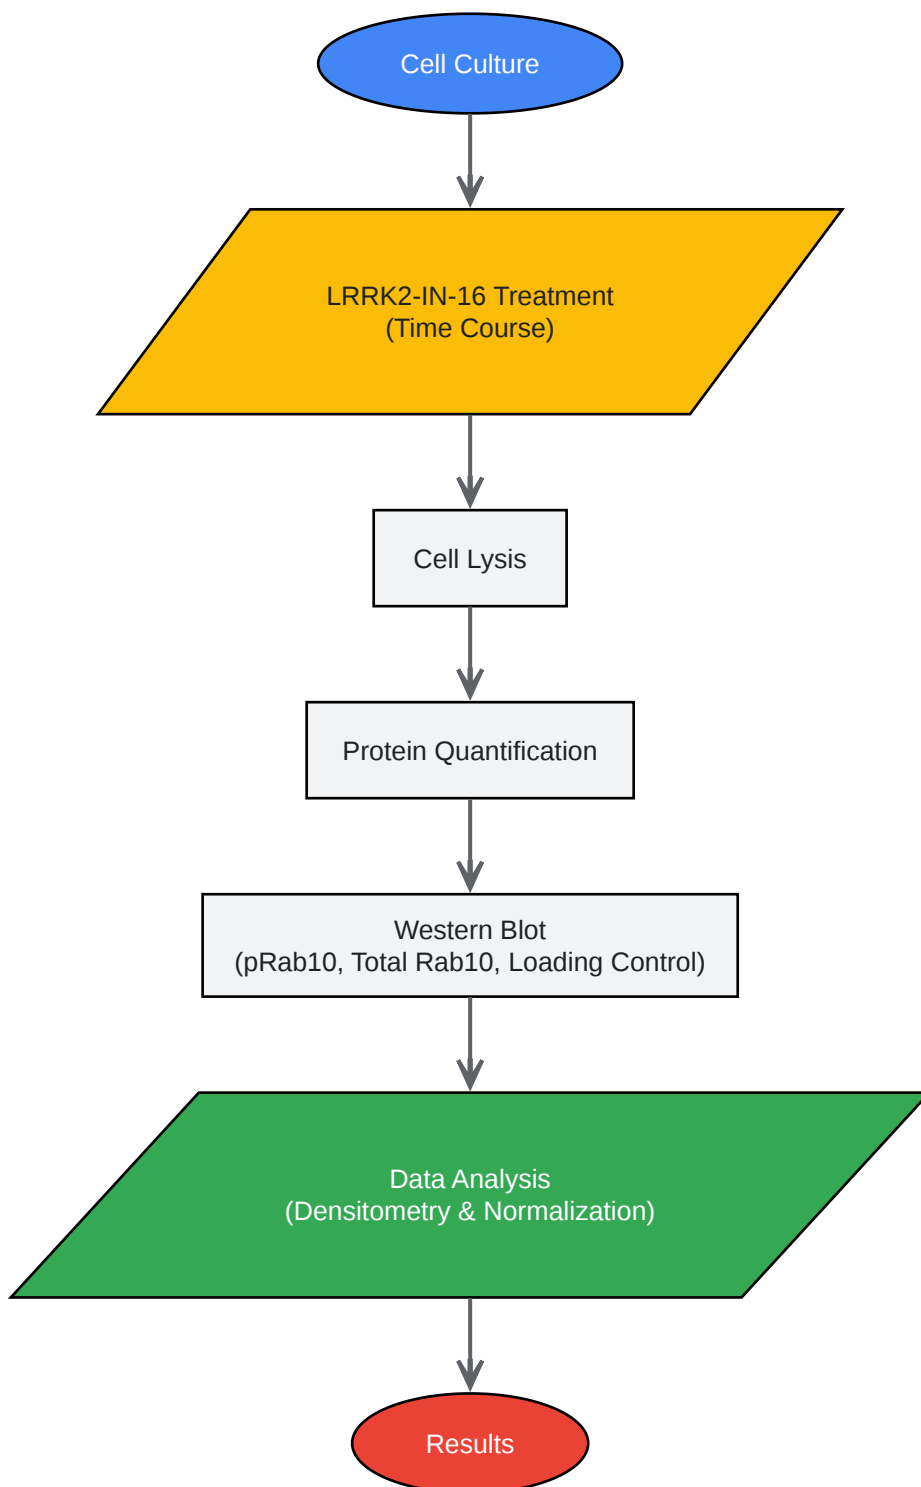 Cell Culture
LRRK2-IN-16 Treatment
(Time Course)
Cell Lysis
Protein Quantification
Western Blot
(pRab10, Total Rab10, Loading Control)
Data Analysis
(Densitometry & Normalization)
Results